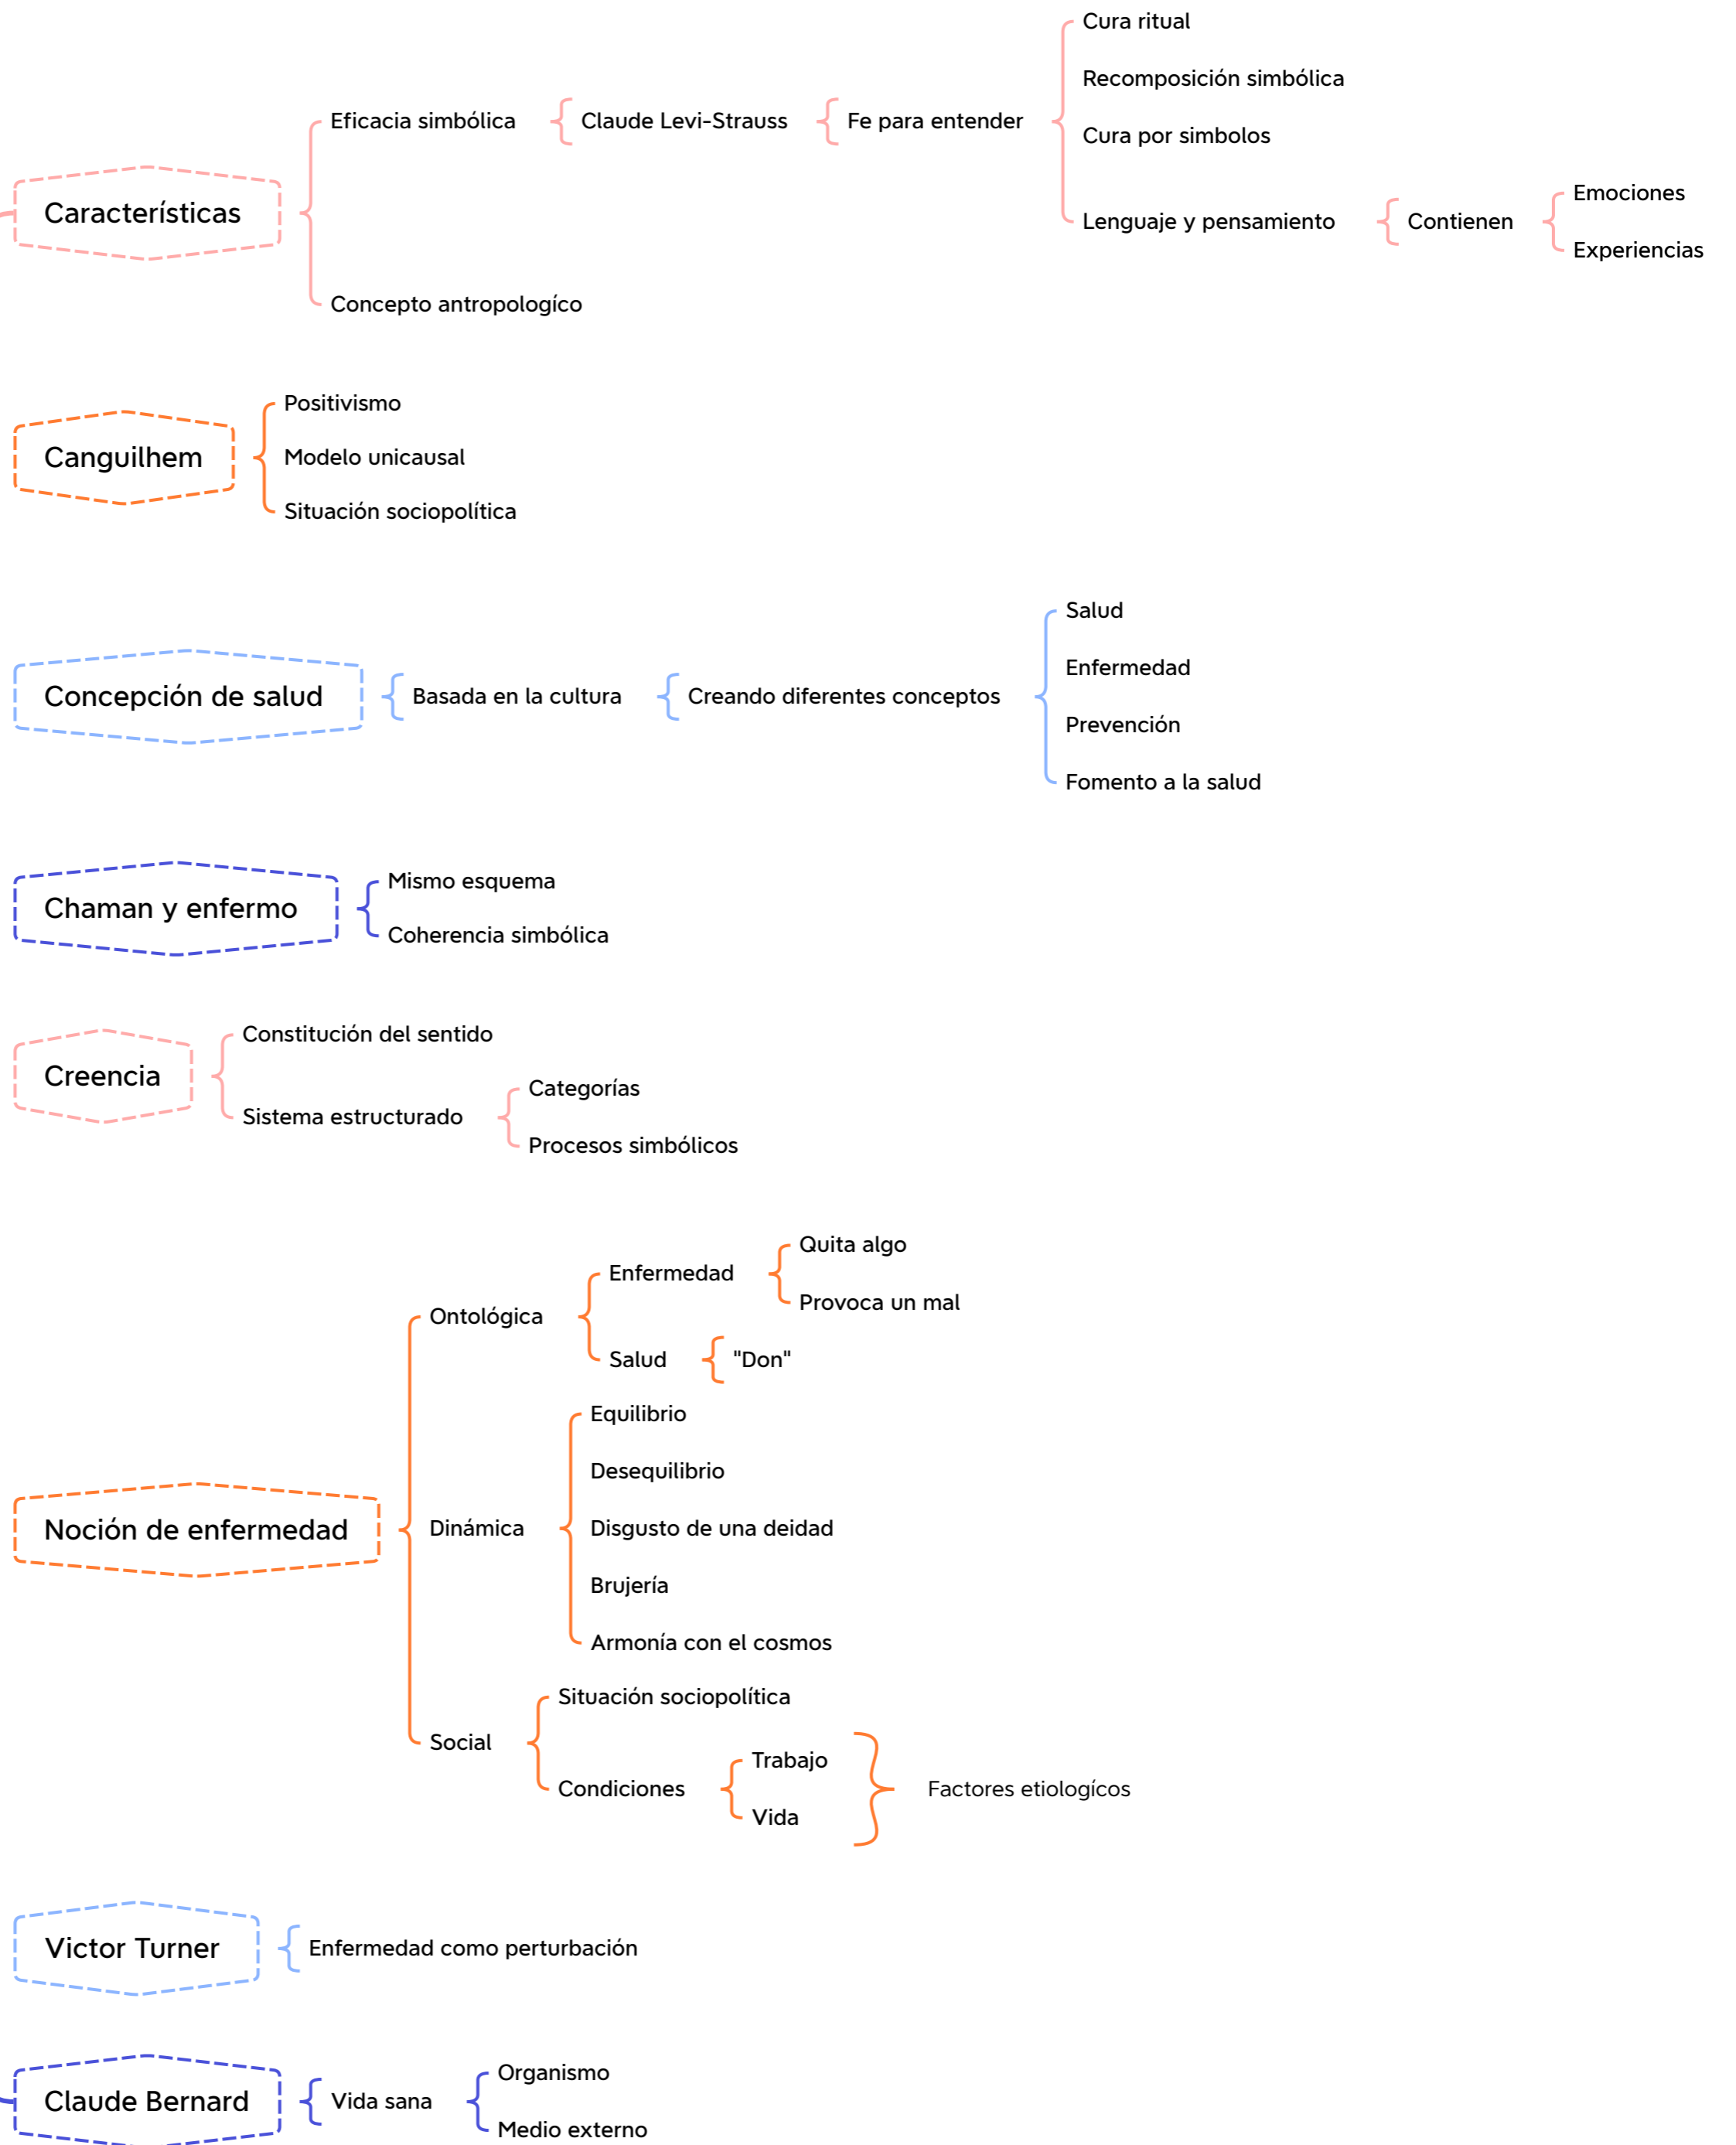 Características
Eficacia simbólica
Claude Levi-Strauss
Fe para entender
Cura ritual
Recomposición simbólica
Cura por simbolos
Lenguaje y pensamiento
Contienen
Emociones
Experiencias
Concepto antropologíco
Canguilhem
Positivismo
Modelo unicausal
Situación sociopolítica
Concepción de salud
Basada en la cultura
Creando diferentes conceptos
Salud
Enfermedad
Prevención
Fomento a la salud
Chaman y enfermo
Mismo esquema
Coherencia simbólica
Creencia
Constitución del sentido
Sistema estructurado
Categorías
Procesos simbólicos
Noción de enfermedad
Ontológica
Enfermedad
Quita algo
Provoca un mal
Salud
"Don"
Dinámica
Equilibrio
Desequilibrio
Disgusto de una deidad
Brujería
Armonía con el cosmos
Social
Situación sociopolítica
Condiciones
Trabajo
Vida
Factores etiologícos
Victor Turner
Enfermedad como perturbación
Claude Bernard
Vida sana
Organismo
Medio externo